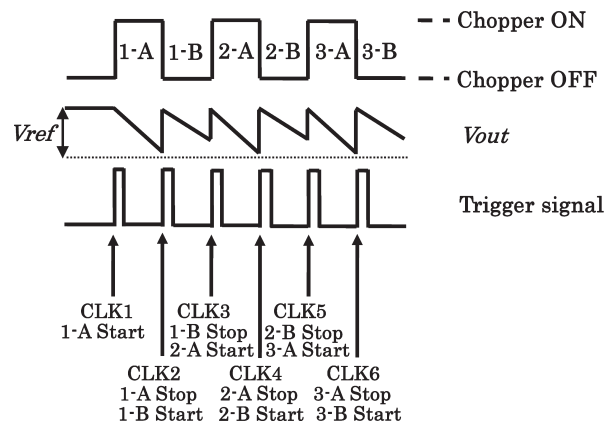 Chopper ON
1-A 1-B 2-A 2-B 3-A 3-B
Chopper OFF
Vref
Vout
Trigger signal
CLK1
1-A Start
CLK3
1-B Stop
2-A Start
CLK5
2-B Stop
3-A Start
CLK2
1-A Stop
1-B Start
CLK4
2-A Stop
2-B Start
CLK6
3-A Stop
3-B Start